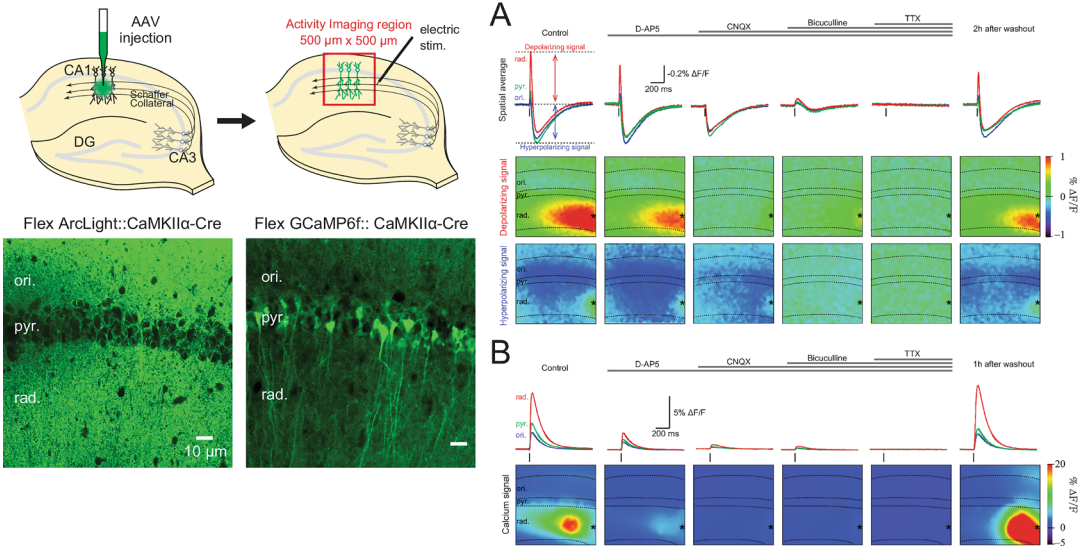 AAV
injection
CA1
Schaffer
Collateral
DG
CA3
Activity Imaging region
500 µm x 500 µm
electric
stim.
Flex ArcLight::CaMKIIα-Cre
ori.
pyr.
rad.
10 µm
Flex GCaMP6f:: CaMKIIα-Cre
ori.
pyr.
rad.
A
Control
D-AP5
CNQX
Bicuculline
TTX
2h after washout
Spatial average
Depolarizing signal
rad.
pyr.
ori.
Hyperpolarizing signal
-0.2% ΔF/F
200 ms
Depolarizing signal
ori.
pyr.
rad.
*
*
*
*
*
*
1
0
−1
% ΔF/F
Hyperpolarizing signal
ori.
pyr.
rad.
*
*
*
*
*
*
B
Control
D-AP5
CNQX
Bicuculline
TTX
1h after washout
rad.
pyr.
ori.
5% ΔF/F
200 ms
Calcium signal
ori.
pyr.
rad.
*
*
*
*
*
*
20
0
−5
% ΔF/F